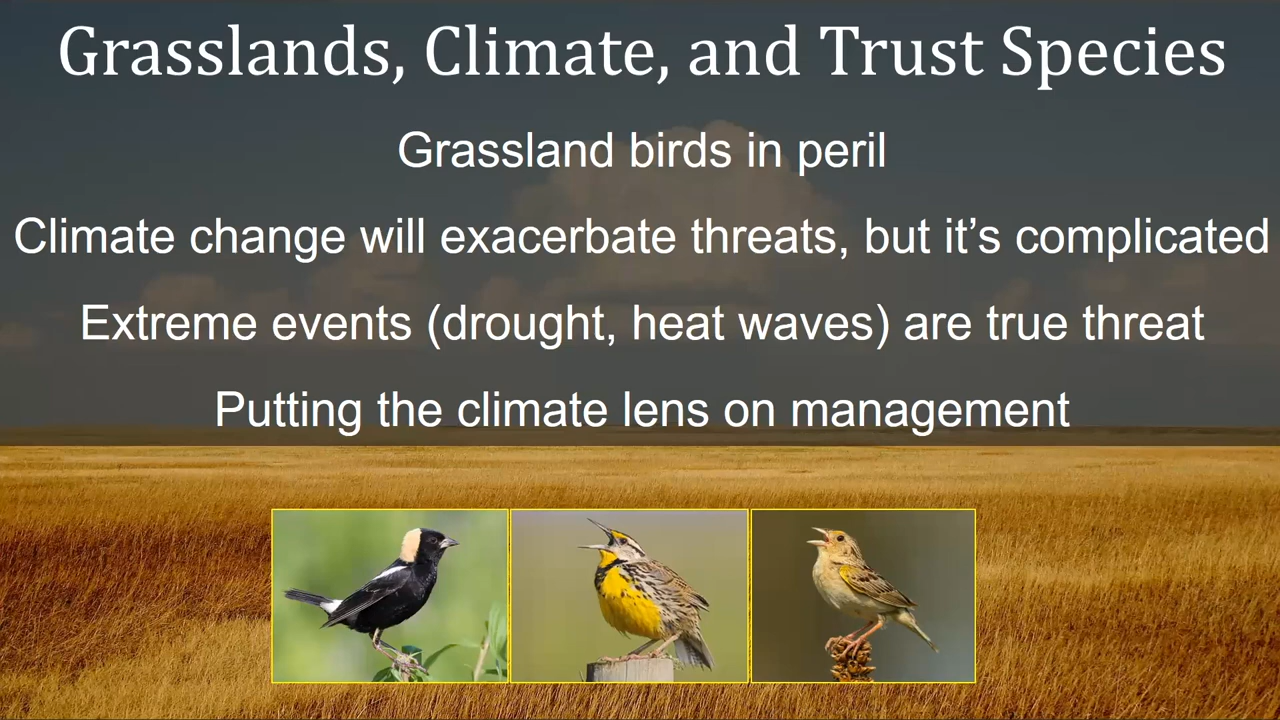 Grasslands, Climate, and Trust Species
Grassland birds in peril
Climate change will exacerbate threats, but it’s complicated
Extreme events (drought, heat waves) are true threat
Putting the climate lens on management